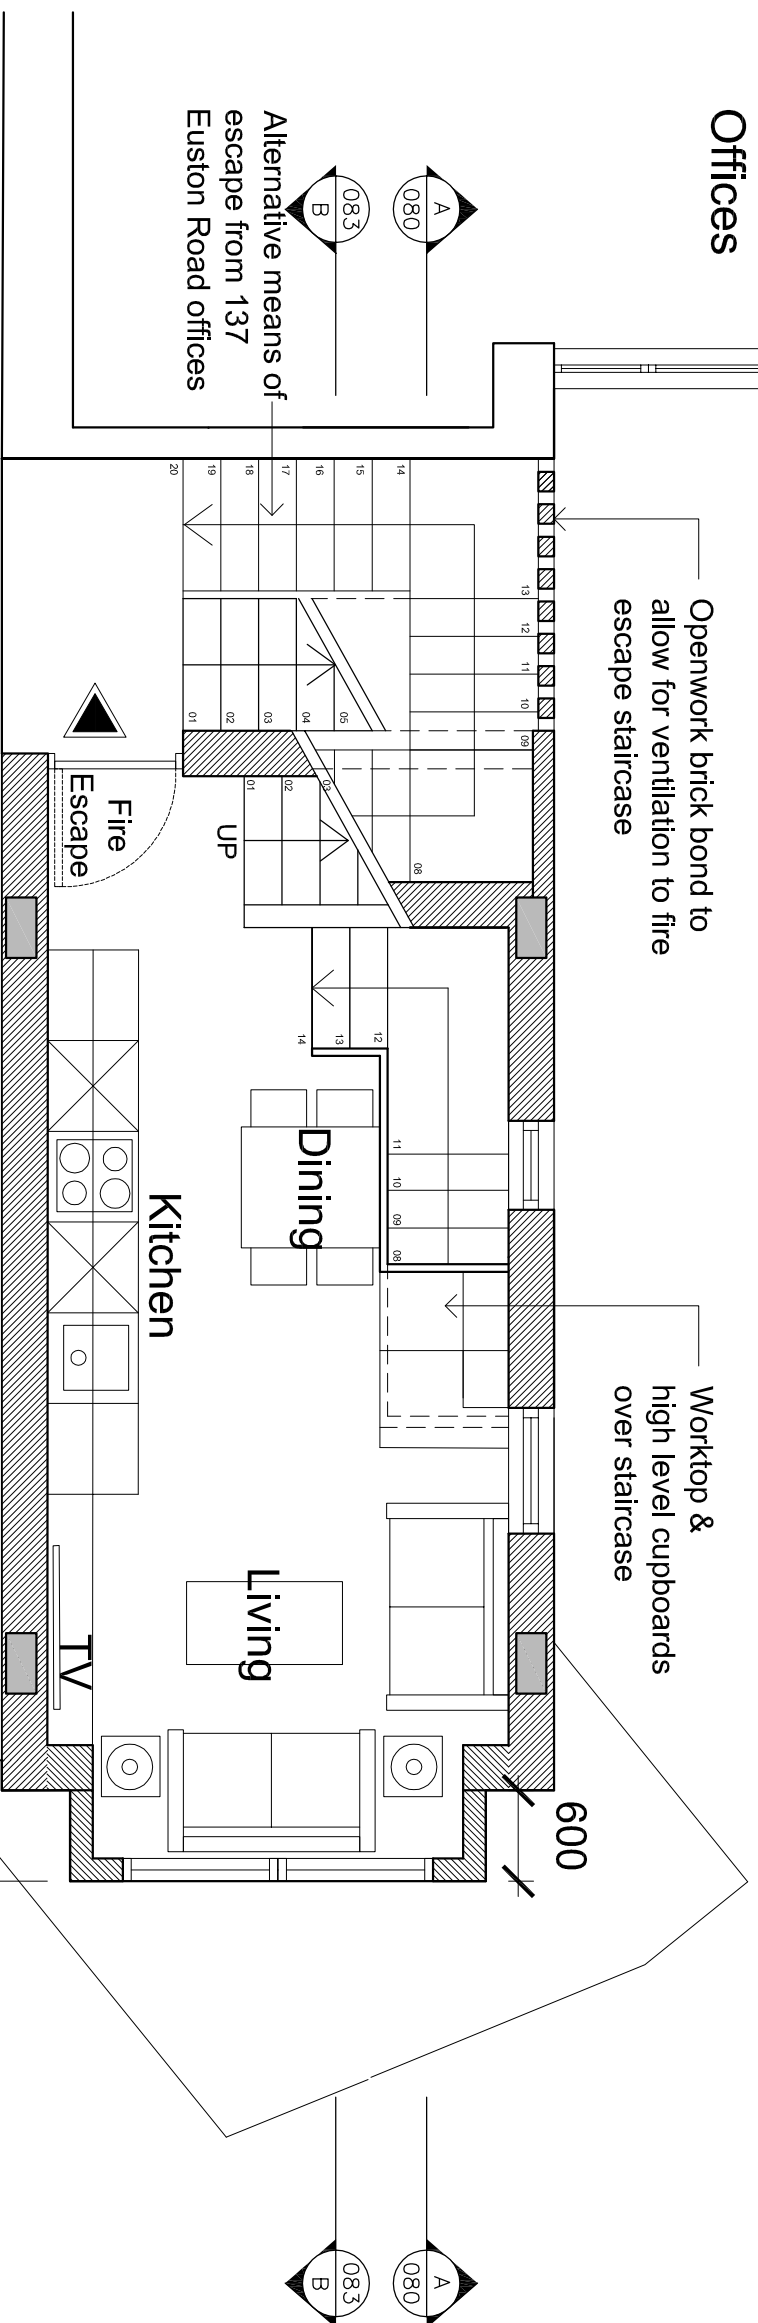 Offices
A
080
083
B
Alternative means of
escape from 137
Euston Road offices
Openwork brick bond to
allow for ventilation to fire
escape staircase
20
19
18
17
16
15
14
13
12
11
10
09
08
01
02
03
04
05
01
02
03
UP
Fire
Escape
14
13
12
11
10
09
08
Dining
Kitchen
Worktop &
high level cupboards
over staircase
Living
TV
600
A
080
083
B